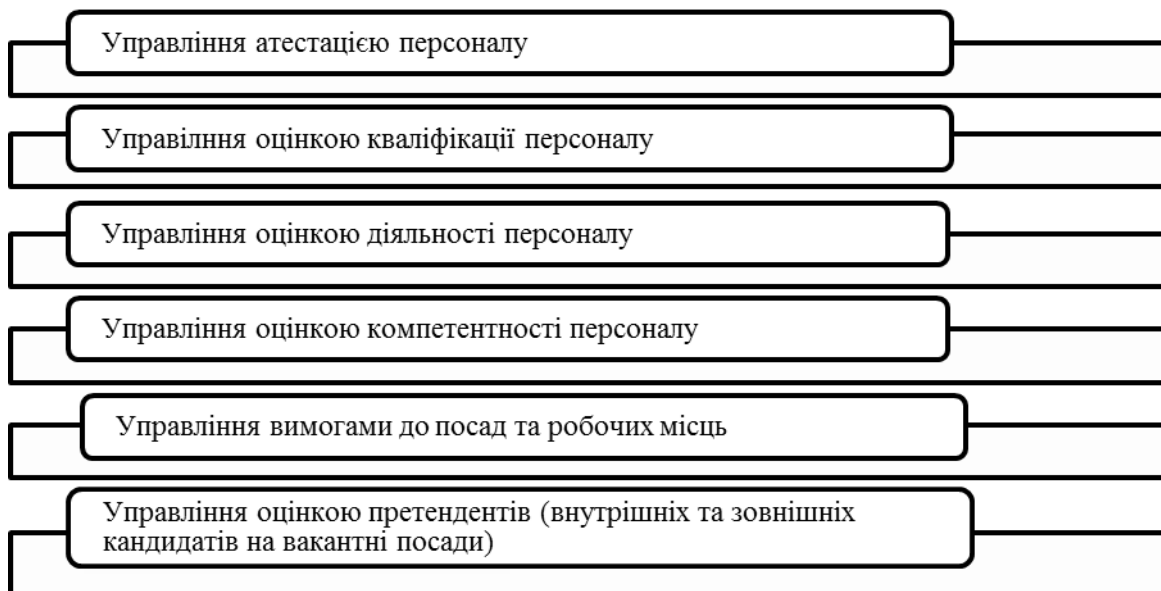 Управління атестацією персоналу
Управілння оцінкою кваліфікації персоналу
Управління оцінкою діяльності персоналу
Управління оцінкою компетентності персоналу
Управління вимогами до посад та робочих місць
Управління оцінкою претендентів (внутрішніх та зовнішніх
кандидатів на вакантні посади)